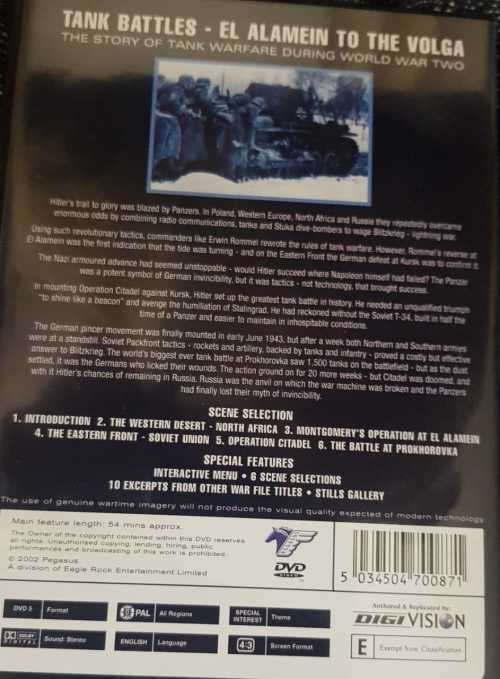 TANK BATTLES - EL ALAMEIN TO THE VOLGA
THE STORY OF TANK WARFARE DURING WORLD WAR TWO
Hitler's trail to glory was blazed by Panzers. In Poland, Western Europe, North Africa and Russia they repeatedly overcame
enormous odds by combining radio communications, tanks and Stuka dive-bombers to wage Blitzkrieg - lightning war.
Using such revolutionary tactics, commanders like Erwin Rommel rewrote the rules of tank warfare. However, Rommel's reverse at
El Alamein was the first indication that the tide was turning - and on the Eastern Front the German defeat at Kursk was to confirm it.
The Nazi armoured advance had seemed unstoppable - would Hitler succeed where Napoleon himself had failed? The Panzer
was a potent symbol of German invincibility, but it was tactics - not technology, that brought success.
In mounting Operation Citadel against Kursk, Hitler set up the greatest tank battle in history. He needed an unqualified triumph
"to shine like a beacon" and avenge the humiliation of Stalingrad. He had reckoned without the Soviet T-34, built in half the
time of a Panzer and easier to maintain in inhospitable conditions.
The German pincer movement was finally mounted in early June 1943, but after a week both Northern and Southern armies
were at a standstill. Soviet Packfront tactics - rockets and artillery, backed by tanks and infantry - proved a costly but effective
answer to Blitzkrieg. The world's biggest ever tank battle at Prokhorovka saw 1,500 tanks on the battlefield - but as the dust
settled, it was the Germans who licked their wounds. The action ground on for 20 more weeks - but Citadel was doomed, and
with it Hitler's chances of remaining in Russia. Russia was the anvil on which the war machine was broken and the Panzers
had finally lost their myth of invincibility.
SCENE SELECTION
1. INTRODUCTION 2. THE WESTERN DESERT - NORTH AFRICA 3. MONTGOMERY'S OPERATION AT EL ALAMEIN
4. THE EASTERN FRONT - SOVIET UNION 5. OPERATION CITADEL 6. THE BATTLE AT PROKHOROVKA
SPECIAL FEATURES
INTERACTIVE MENU • 6 SCENE SELECTIONS
10 EXCERPTS FROM OTHER WAR FILE TITLES • STILLS GALLERY
The use of genuine wartime imagery will not produce the visual quality expected of modern technology
Main feature length: 54 mins approx.
The Owner of the copyright contained within this DVD reserves
all rights. Unauthorised copying, lending, hiring, public
performances and broadcasting of this work is prohibited.
© 2002 Pegasus
A division of Eagle Rock Entertainment Limited
DVD
5 034504 700871
DVD 5 Format
PAL All Regions
SPECIAL INTEREST Theme
Authored & Replicated by:
DIGIVISION
DOLBY DIGITAL Sound: Stereo
ENGLISH Language
4:3 Screen Format
E Exempt from Classification